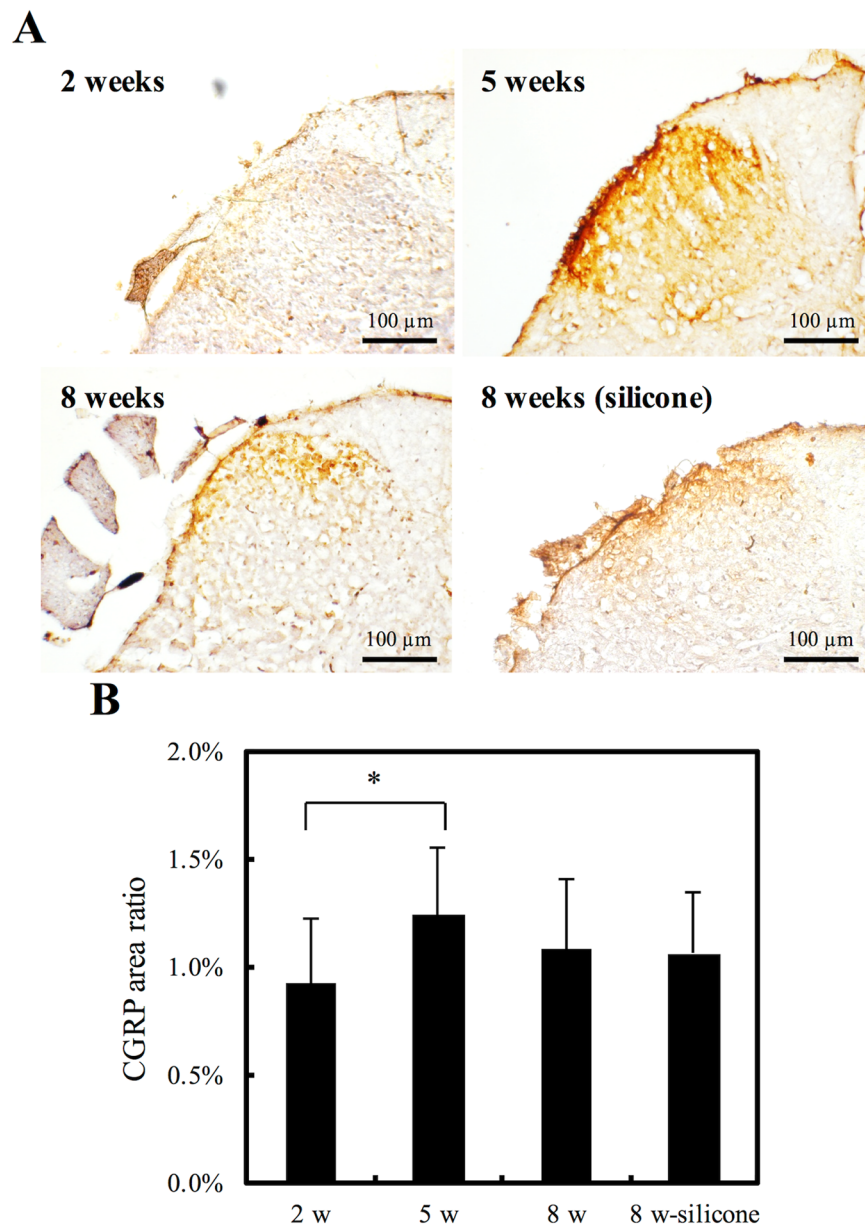 A
2 weeks
5 weeks
100 µm
100 µm
8 weeks
8 weeks (silicone)
100 µm
100 µm
B
2.0%
*
1.5%
1.0%
0.5%
0.0%
CGRP area ratio
2 w
5 w
8 w
8 w-silicone